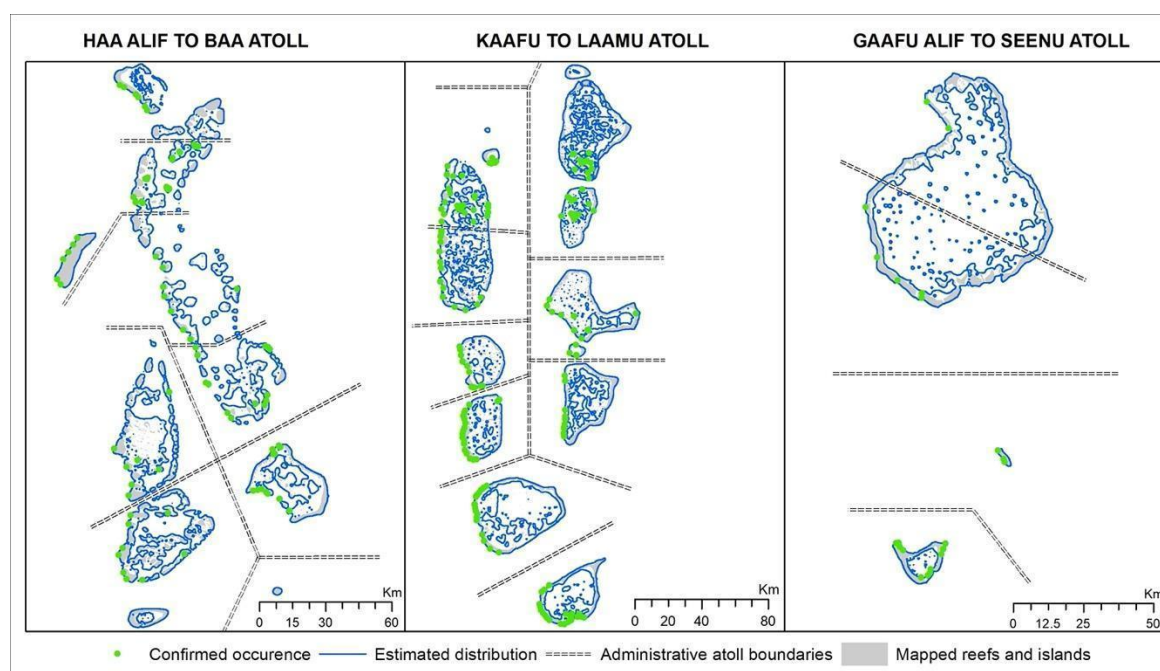 HAA ALIF TO BAA ATOLL
KAAFU TO LAAMU ATOLL
GAAFU ALIF TO SEENU ATOLL
Km
0 15 30 60
Km
0 20 40 80
Km
0 12.5 25 50
Confirmed occurence
Estimated distribution
Administrative atoll boundaries
Mapped reefs and islands